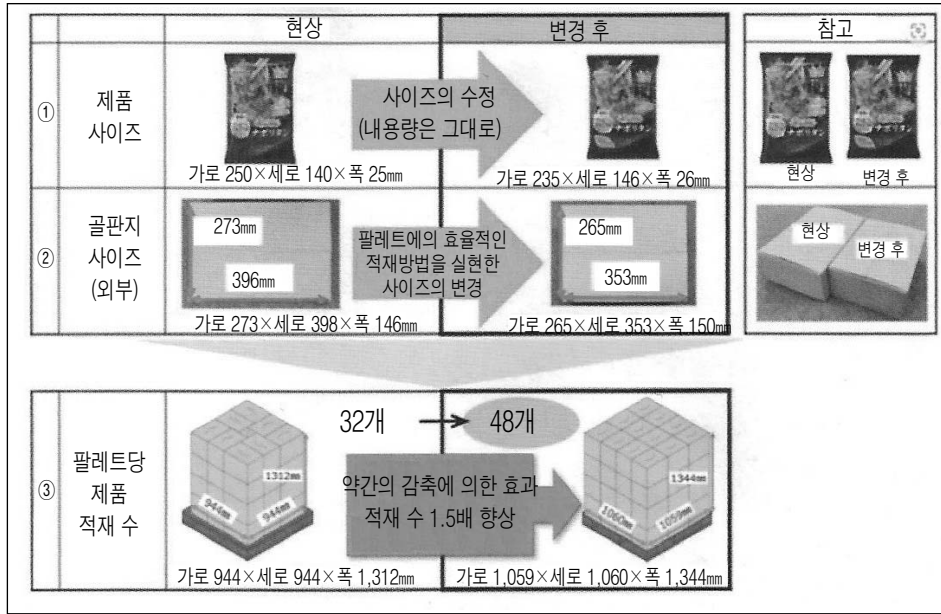 현상
변경 후
참고
①
제품
사이즈
사이즈의 수정
(내용량은 그대로)
가로 250×세로 140×폭 25㎜
가로 235×세로 146×폭 26㎜
현상
변경 후
②
골판지
사이즈
(외부)
273㎜
396㎜
팔레트에의 효율적인
적재방법을 실현한
사이즈의 변경
265㎜
353㎜
현상
변경 후
가로 273×세로 398×폭 146㎜
가로 265×세로 353×폭 150㎜
③
팔레트당
제품
적재 수
32개
48개
1312㎜
944㎜
944㎜
약간의 감축에 의한 효과
적재 수 1.5배 향상
1344㎜
1060㎜
1059㎜
가로 944×세로 944×폭 1,312㎜
가로 1,059×세로 1,060×폭 1,344㎜